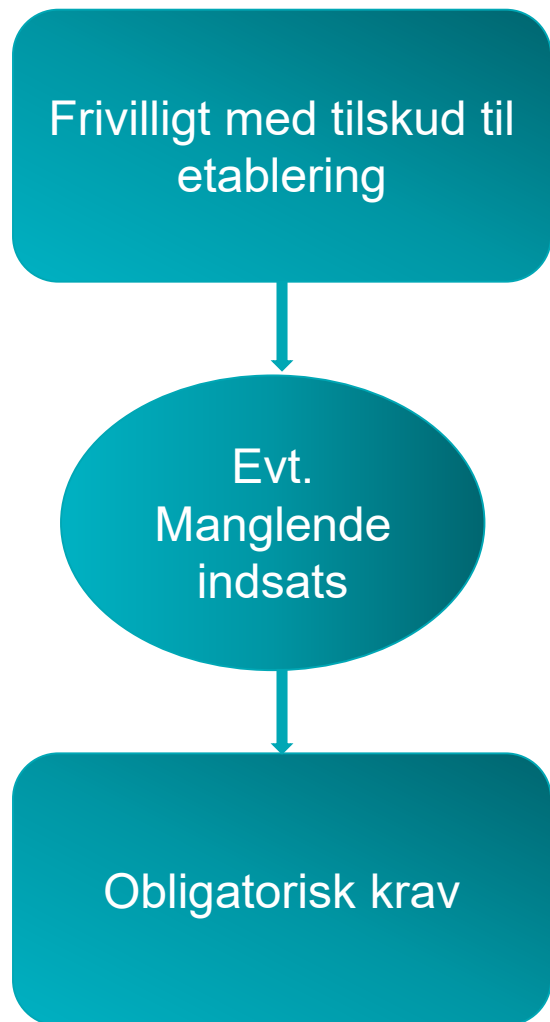 Frivilligt med tilskud til
etablering
Evt.
Manglende
indsats
Obligatorisk krav